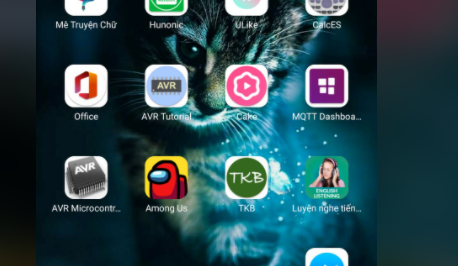 Mê Truyện Chữ
Hunonic
ULike
CalcES
Office
AVR
AVR Tutorial
Cake
MQTT Dashboa...
AVR
AVR Microcontr...
Among Us
TKB
TKB
ENGLISH
LISTENING
Luyện nghe tiến...